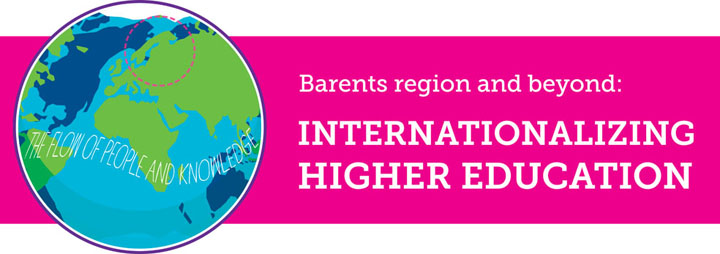 THE FLOW OF PEOPLE AND KNOWLEDGE
Barents region and beyond:
INTERNATIONALIZING
HIGHER EDUCATION